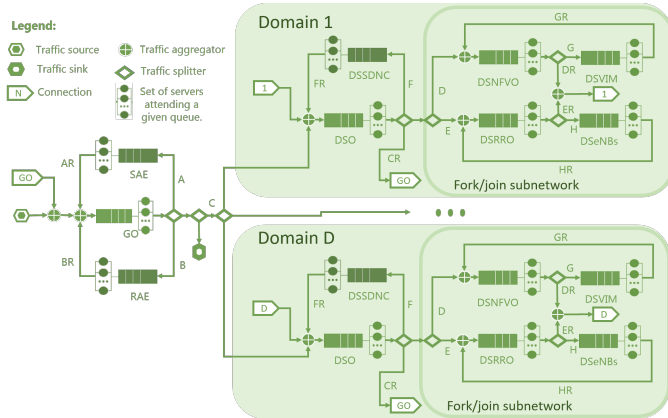 Legend:
Traffic source
Traffic aggregator
Traffic sink
Traffic splitter
N
Connection
Set of servers
attending a
given queue.
GO
AR
SAE
A
GO
C
BR
B
RAE
Domain 1
FR
DSSDNC
F
1
DSO
CR
GO
D
E
GR
DSNFVO
G
DR
DSVIM
1
ER
DSRRO
H
DSeNBs
HR
Fork/join subnetwork
Domain D
FR
DSSDNC
F
D
DSO
CR
GO
D
E
GR
DSNFVO
G
DR
DSVIM
D
ER
DSRRO
H
DSeNBs
HR
Fork/join subnetwork